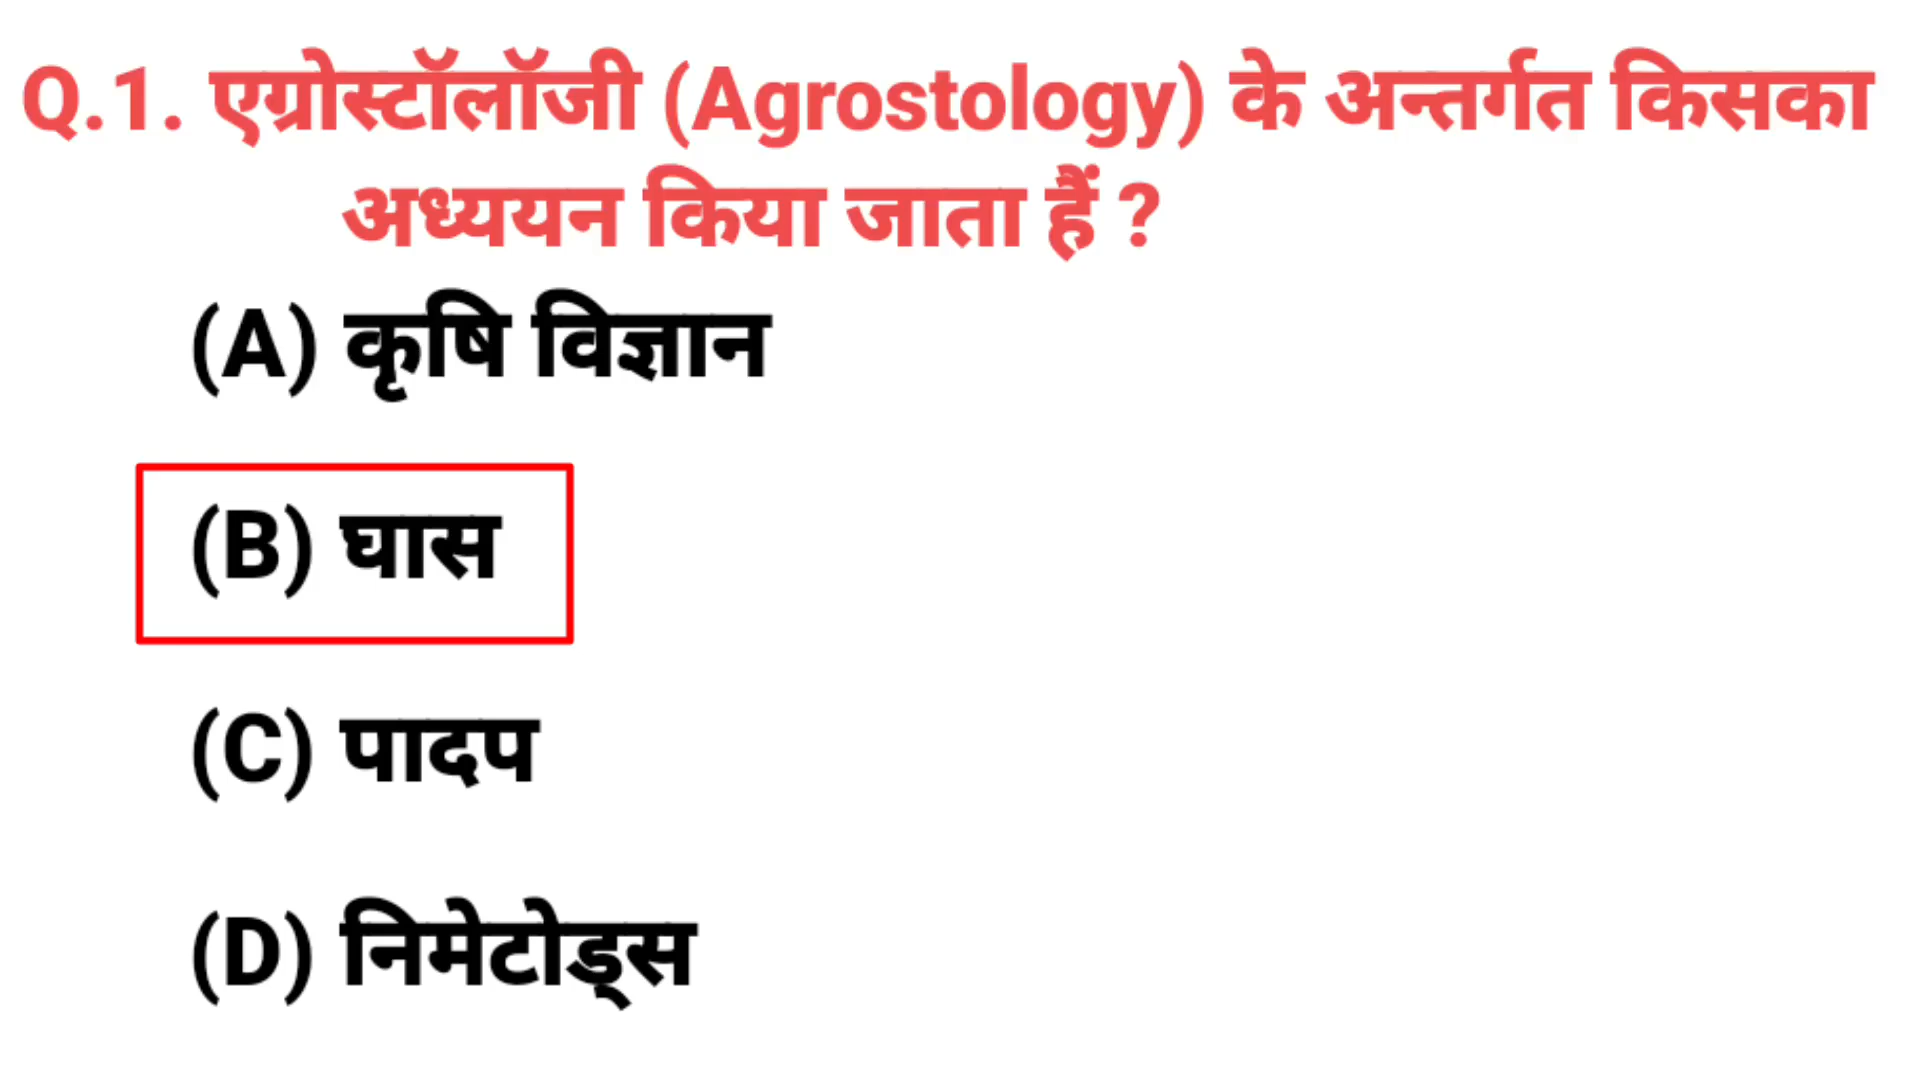 Q.1. एग्रोस्टॉलॉजी (Agrostology) के अन्तर्गत किसका
अध्ययन किया जाता हैं ?
(A) कृषि विज्ञान
(B) घास
(C) पादप
(D) निमेटोड्स